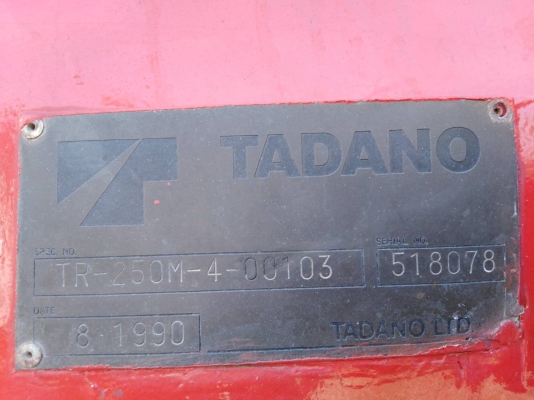 TADANO
SPEC. NO.
SERIAL NO.
TR-250M-4-00103
518078
DATE
8 1990
TADANO LTD.